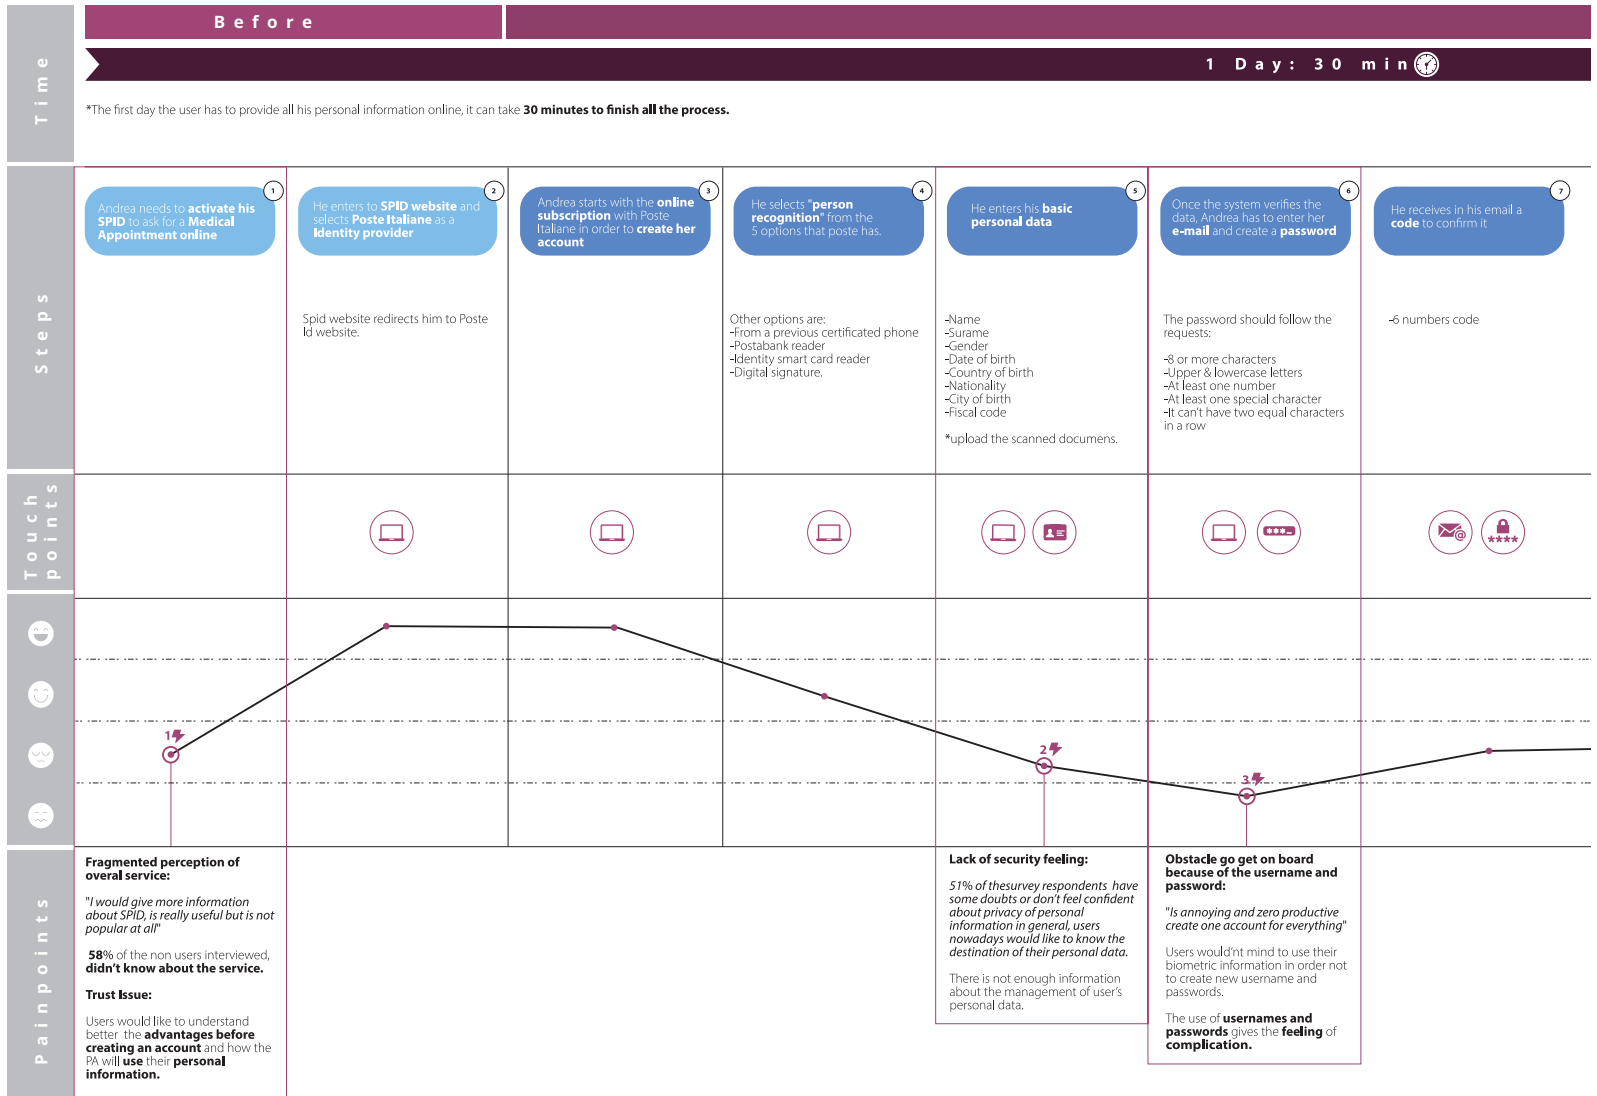 Time
Before
1 Day: 30 min
*The first day the user has to provide all his personal information online, it can take 30 minutes to finish all the process.
Steps
1
Andrea needs to activate his
SPID to ask for a Medical
Appointment online
2
He enters to SPID website and
selects Poste Italiane as a
Identity provider
Spid website redirects him to Poste
Id website.
3
Andrea starts with the online
subscription with Poste
Italiane in order to create her
account
4
He selects "person
recognition" from the
5 options that poste has.
Other options are:
-From a previous certificated phone
-Postabank reader
-Identity smart card reader
-Digital signature.
5
He enters his basic
personal data
-Name
-Surame
-Gender
-Date of birth
-Country of birth
-Nationality
-City of birth
-Fiscal code
*upload the scanned documens.
6
Once the system verifies the
data, Andrea has to enter her
e-mail and create a password
The password should follow the
requests:
-8 or more characters
-Upper & lowercase letters
-At least one number
-At least one special character
-It can't have two equal characters
in a row
7
He receives in his email a
code to confirm it
-6 numbers code
Touch
points
***_
@
****
1
2
3
Painpoints
Fragmented perception of
overal service:
"I would give more information
about SPID, is really useful but is not
popular at all"
58% of the non users interviewed,
didn't know about the service.
Trust Issue:
Users would like to understand
better the advantages before
creating an account and how the
PA will use their personal
information.
Lack of security feeling:
51% of thesurvey respondents have
some doubts or don't feel confident
about privacy of personal
information in general, users
nowadays would like to know the
destination of their personal data.
There is not enough information
about the management of user's
personal data.
Obstacle go get on board
because of the username and
password:
"Is annoying and zero productive
create one account for everything"
Users would'nt mind to use their
biometric information in order not
to create new username and
passwords.
The use of usernames and
passwords gives the feeling of
complication.